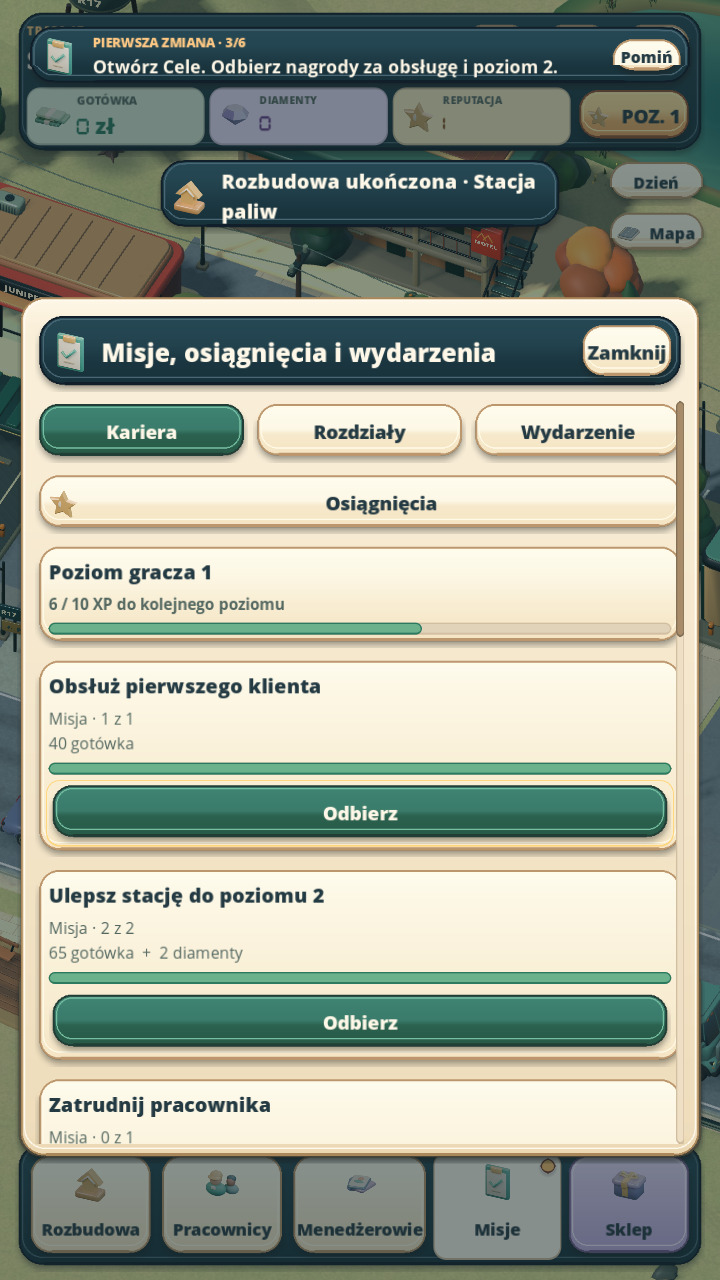 PIERWSZA ZMIANA · 3/6
Otwórz Cele. Odbierz nagrody za obsługę i poziom 2.
Pomiń
GOTÓWKA
0 zł
DIAMENTY
0
REPUTACJA
1
POZ. 1
Rozbudowa ukończona · Stacja
paliw
Dzień
Mapa
MOTEL
Misje, osiągnięcia i wydarzenia
Zamknij
Kariera
Rozdziały
Wydarzenie
Osiągnięcia
Poziom gracza 1
6 / 10 XP do kolejnego poziomu
Obsłuż pierwszego klienta
Misja · 1 z 1
40 gotówka
Odbierz
R17
Ulepsz stację do poziomu 2
Misja · 2 z 2
65 gotówka + 2 diamenty
Odbierz
Zatrudnij pracownika
Misja · 0 z 1
Rozbudowa
Pracownicy
Menedżerowie
Misje
Sklep